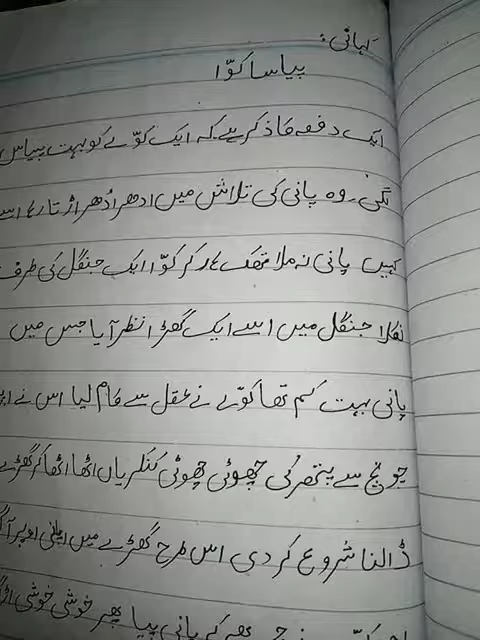 کہانی:
پیاسا کوّا
ایک دفعہ کا ذکر ہے کہ ایک کوّے کو بہت پیاس
لگی۔ وہ پانی کی تلاش میں ادھر اُدھر اڑتا رہا اسے
کہیں پانی نہ ملا تھک ہار کر کوّا ایک جنگل کی طرف
نکلا جنگل میں اسے ایک گھڑا نظر آیا جس میں
پانی بہت کم تھا کوّے نے عقل سے کام لیا اس نے
چونچ سے پتھر کی چھوٹی چھوٹی کنکریاں اٹھا اٹھا کر گھڑے
ڈالنا شروع کر دی اس طرح گھڑے میں پانی اوپر آ
پانی پیا پھر خوشی خوشی